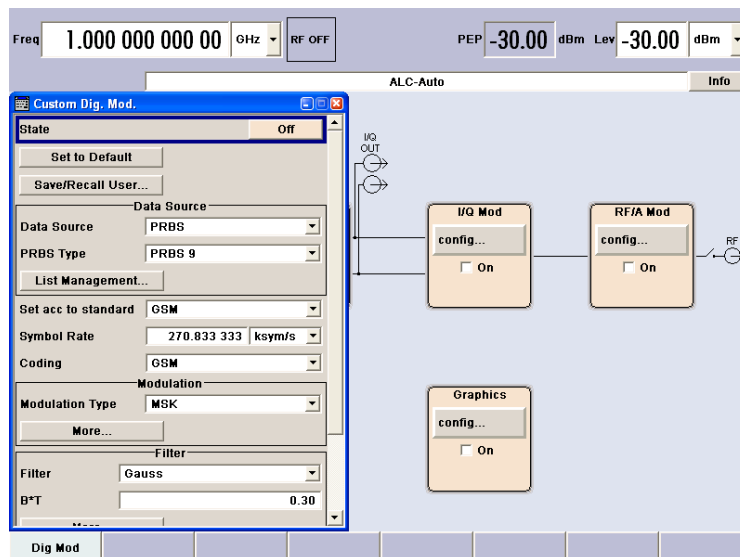 Freq 1.000 000 000 00 GHz RF OFF PEP -30.00 dBm Lev -30.00 dBm
ALC-Auto Info
Custom Dig. Mod.
State Off
Set to Default
Save/Recall User...
Data Source
Data Source PRBS
PRBS Type PRBS 9
List Management...
Set acc to standard GSM
Symbol Rate 270.833 333 ksym/s
Coding GSM
Modulation
Modulation Type MSK
More...
Filter
Filter Gauss
B*T 0.30
More...
I/Q
OUT
I/Q Mod
config...
On
RF/A Mod
config...
On
RF
Graphics
config...
On
Dig Mod